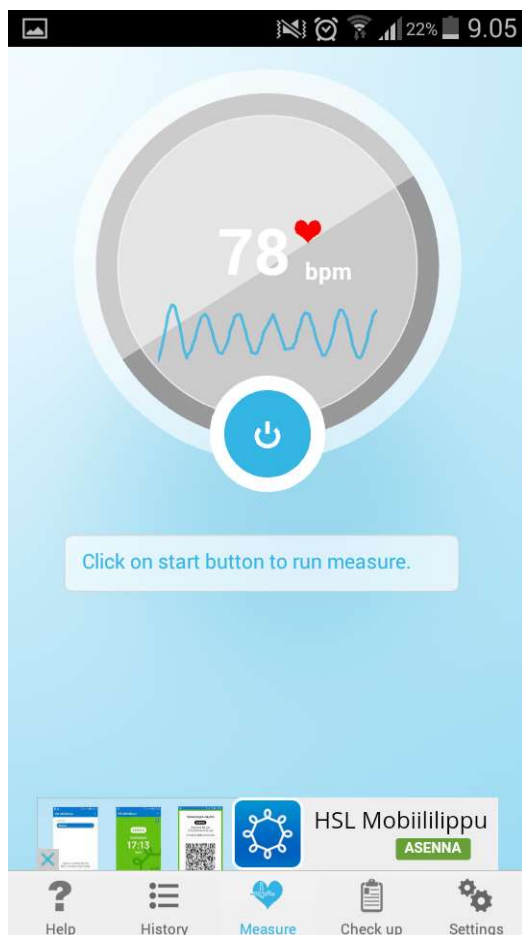 22% 9.05
78
bpm
Click on start button to run measure.
17:13
HSL Mobiililippu
ASENNA
Help History Measure Check up Settings